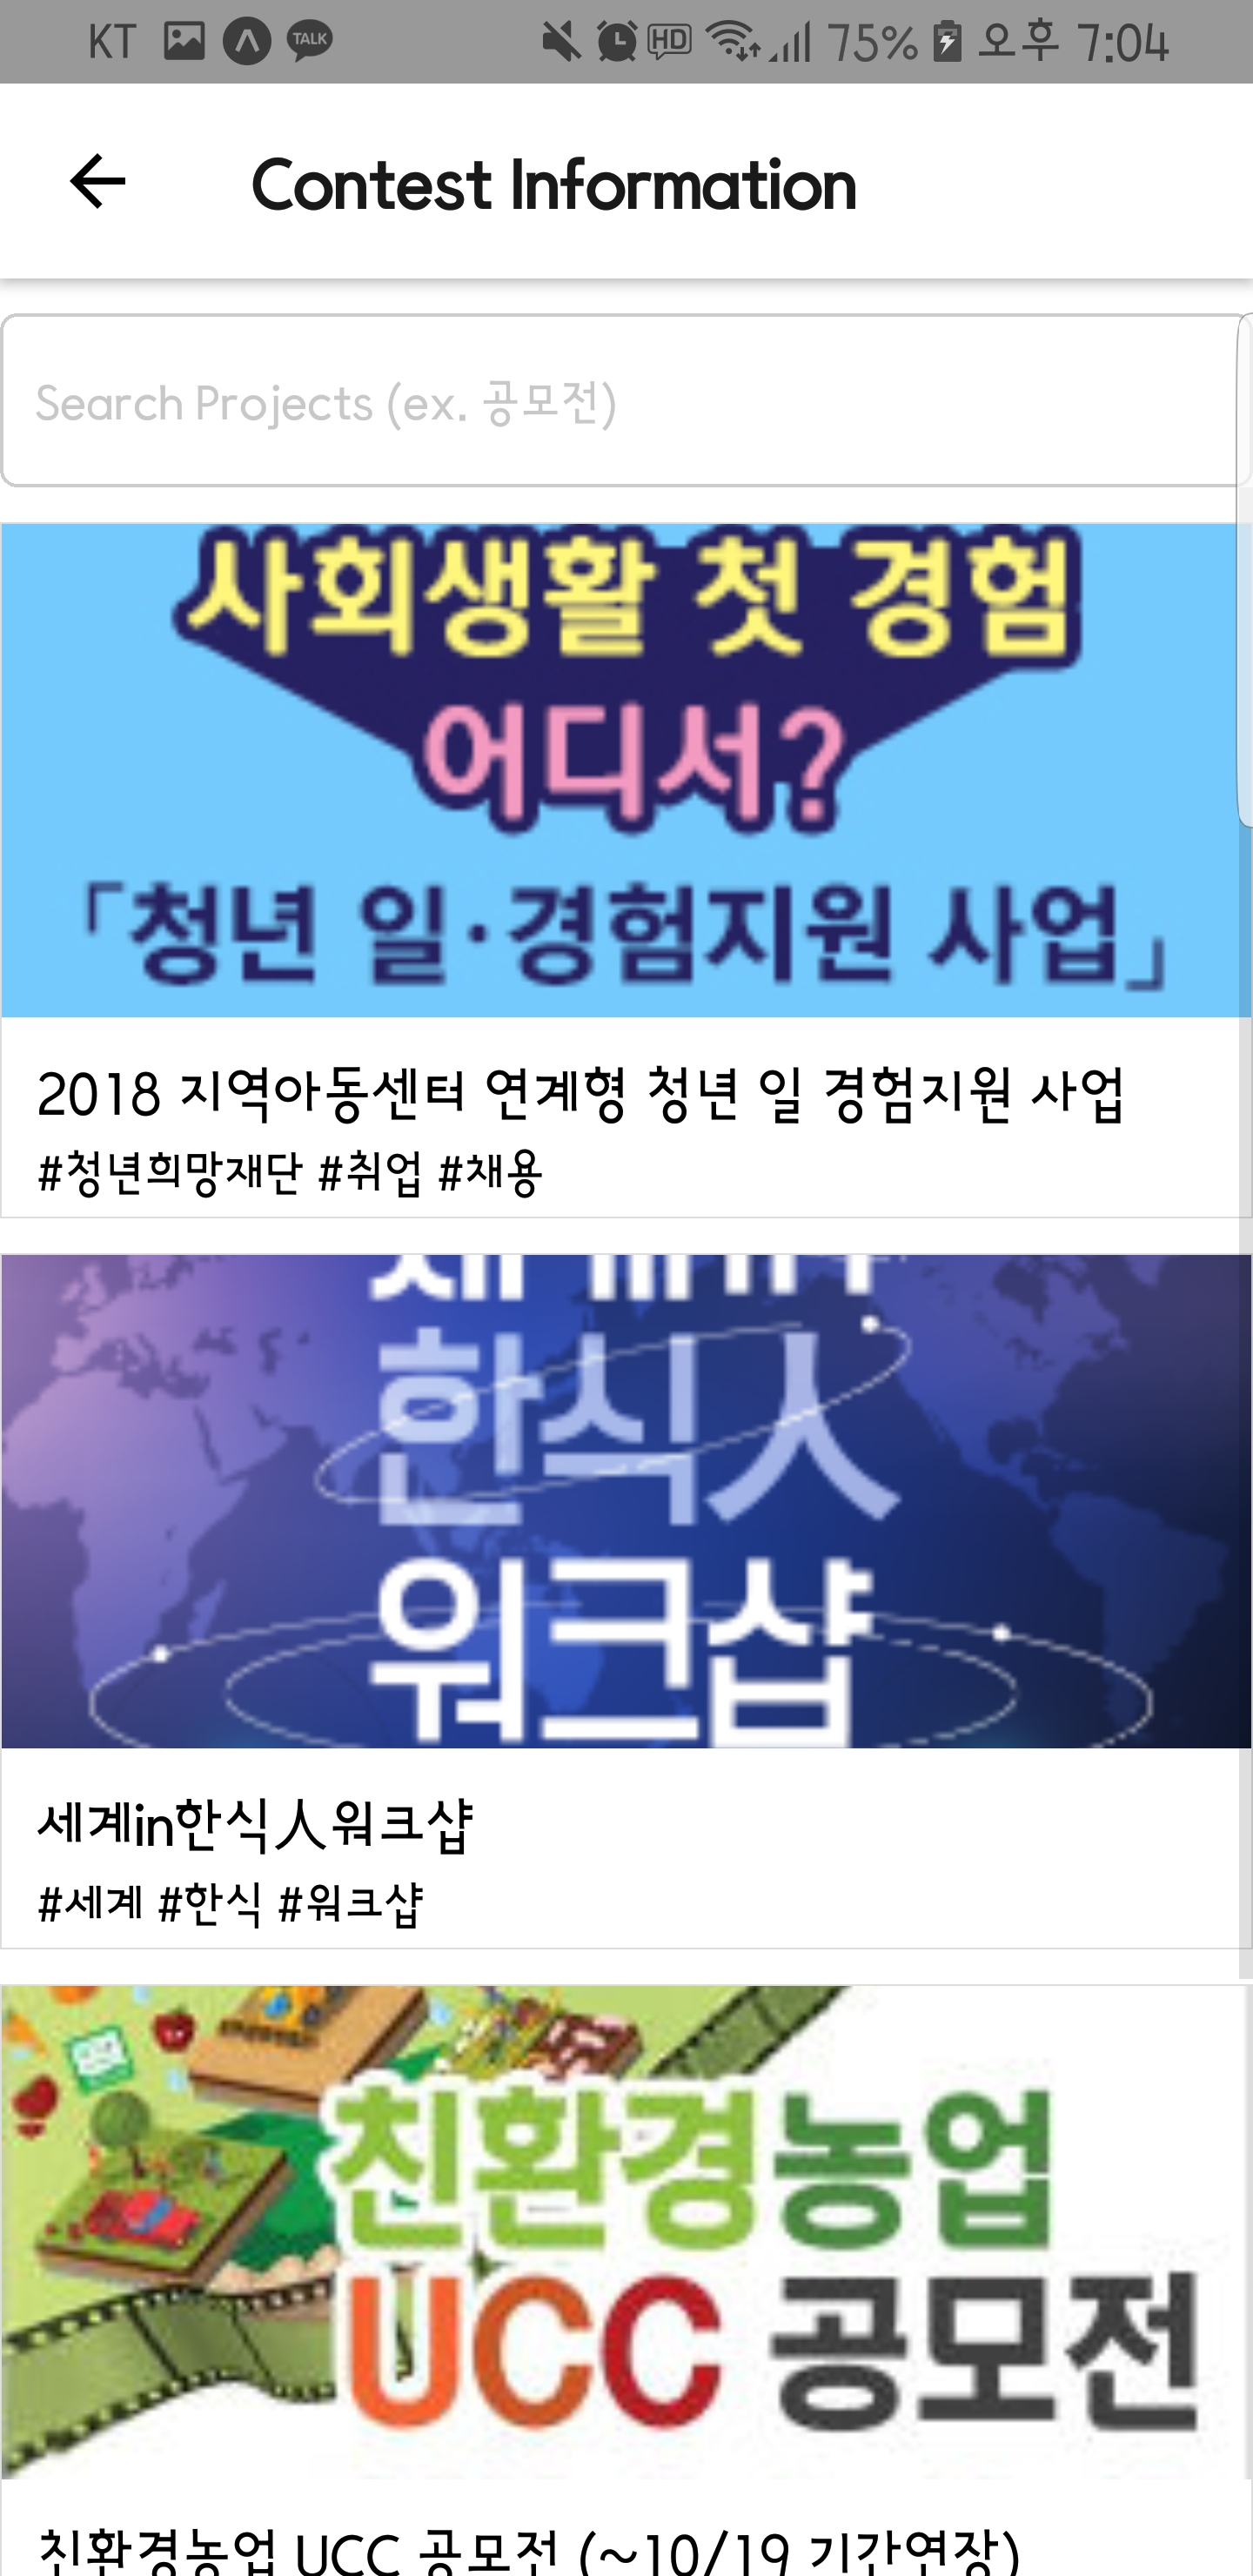 KT TALK HD 75% 오후 7:04
Contest Information
Search Projects (ex. 공모전)
사회생활 첫 경험
어디서?
「청년 일·경험지원 사업」
2018 지역아동센터 연계형 청년 일 경험지원 사업
#청년희망재단 #취업 #채용
한식人
워크샵
세계in한식人워크샵
#세계 #한식 #워크샵
친환경농업
UCC 공모전
친환경농업 UCC 공모전 (~10/19 기간연장)